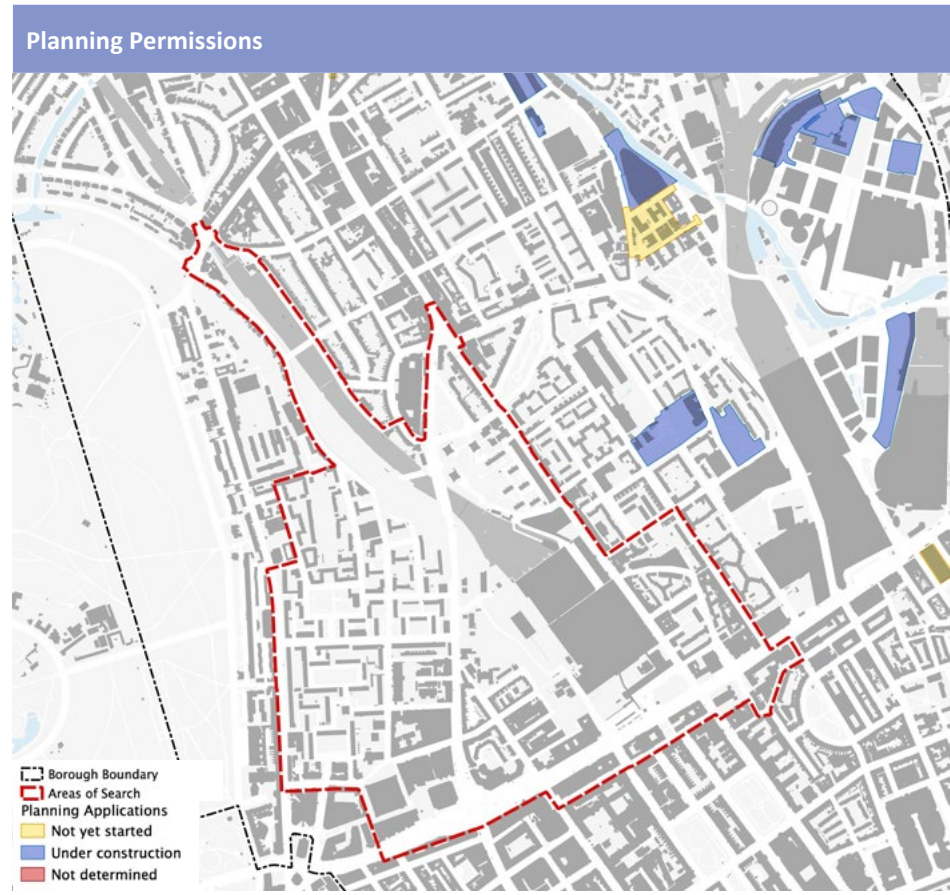 Planning Permissions
Borough Boundary
Areas of Search
Planning Applications
Not yet started
Under construction
Not determined